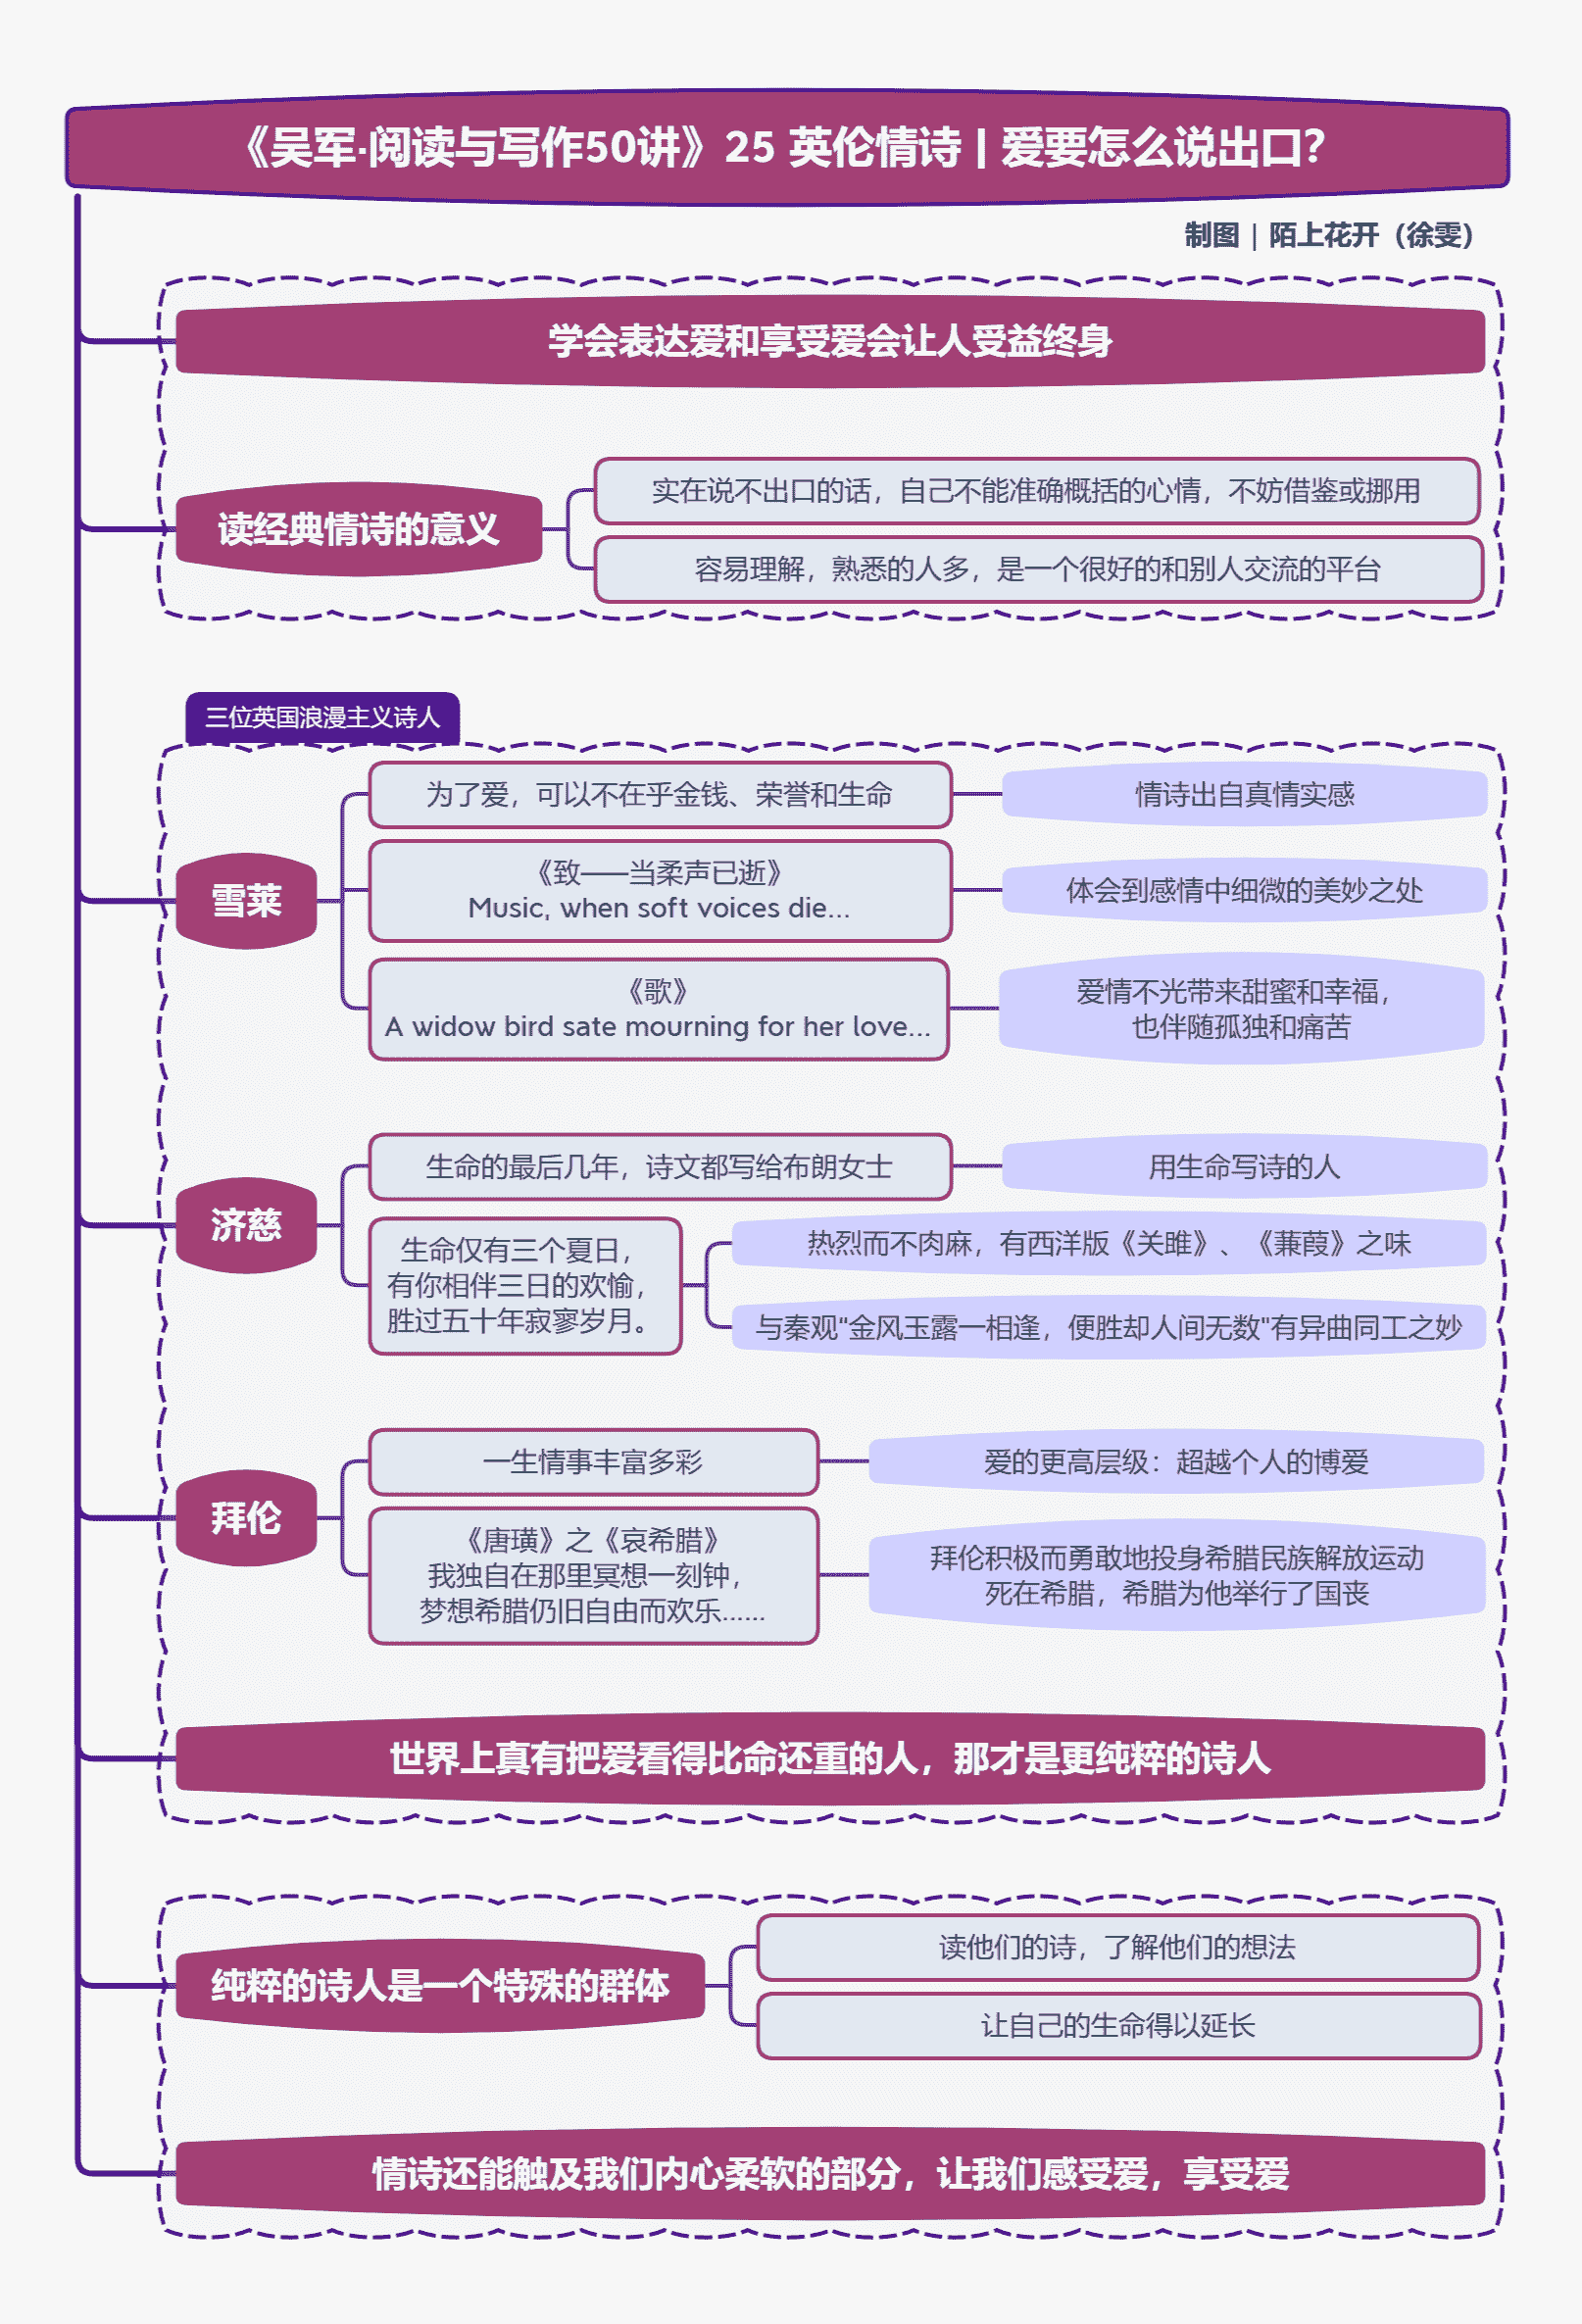 《吴军·阅读与写作50讲》25 英伦情诗 | 爱要怎么说出口？
制图 | 陌上花开（徐雯）
学会表达爱和享受爱会让人受益终身
读经典情诗的意义
实在说不出口的话，自己不能准确概括的心情，不妨借鉴或挪用
容易理解，熟悉的人多，是一个很好的和别人交流的平台
三位英国浪漫主义诗人
雪莱
为了爱，可以不在乎金钱、荣誉和生命
情诗出自真情实感
《致——当柔声已逝》
Music, when soft voices die...
体会到感情中细微的美妙之处
《歌》
A widow bird sate mourning for her love...
爱情不光带来甜蜜和幸福，
也伴随孤独和痛苦
济慈
生命的最后几年，诗文都写给布朗女士
用生命写诗的人
生命仅有三个夏日，
有你相伴三日的欢愉，
胜过五十年寂寥岁月。
热烈而不肉麻，有西洋版《关雎》、《蒹葭》之味
与秦观"金风玉露一相逢，便胜却人间无数"有异曲同工之妙
拜伦
一生情事丰富多彩
爱的更高层级：超越个人的博爱
《唐璜》之《哀希腊》
我独自在那里冥想一刻钟，
梦想希腊仍旧自由而欢乐......
拜伦积极而勇敢地投身希腊民族解放运动
死在希腊，希腊为他举行了国丧
世界上真有把爱看得比命还重的人，那才是更纯粹的诗人
纯粹的诗人是一个特殊的群体
读他们的诗，了解他们的想法
让自己的生命得以延长
情诗还能触及我们内心柔软的部分，让我们感受爱，享受爱